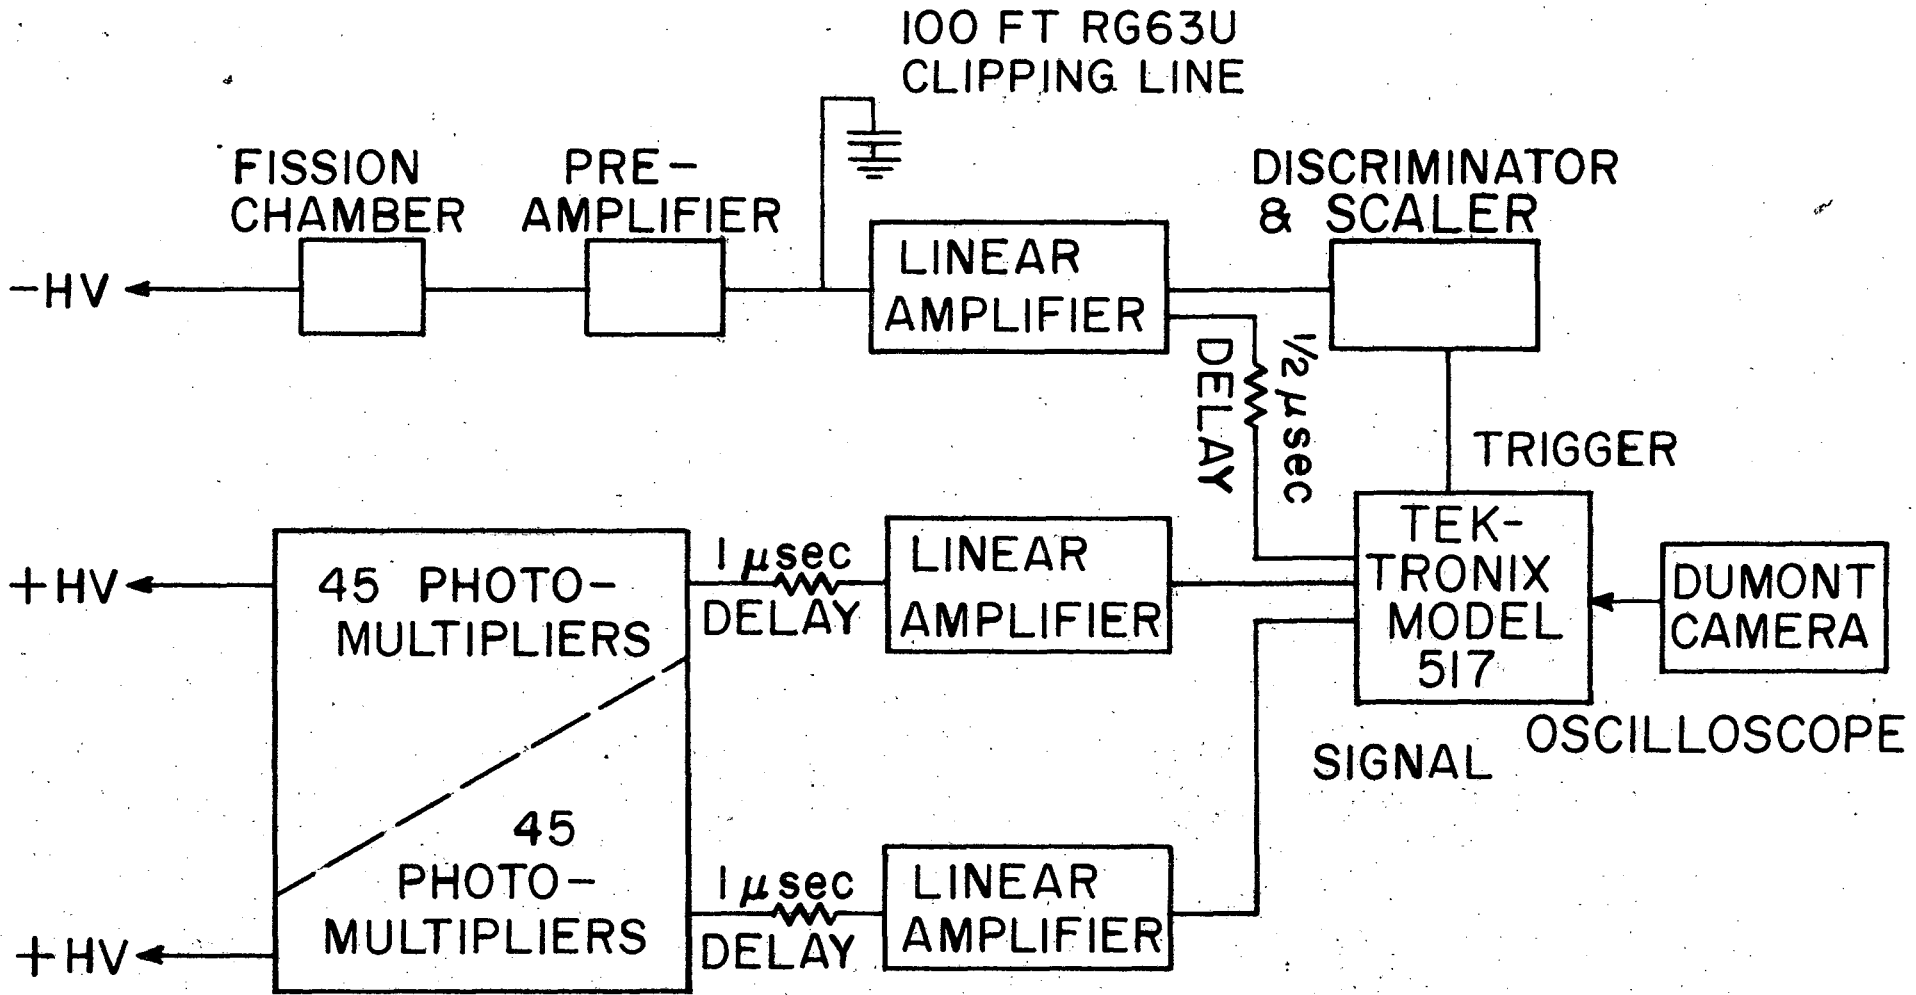 100 FT RG63U
CLIPPING LINE
FISSION
CHAMBER
PRE-
AMPLIFIER
DISCRIMINATOR
& SCALER
-HV
LINEAR
AMPLIFIER
1/2 μsec
DELAY
TRIGGER
+HV
45 PHOTO-
MULTIPLIERS
1 μsec
DELAY
LINEAR
AMPLIFIER
TEK-
TRONIX
MODEL
517
DUMONT
CAMERA
OSCILLOSCOPE
SIGNAL
45
PHOTO-
MULTIPLIERS
+HV
1 μsec
DELAY
LINEAR
AMPLIFIER